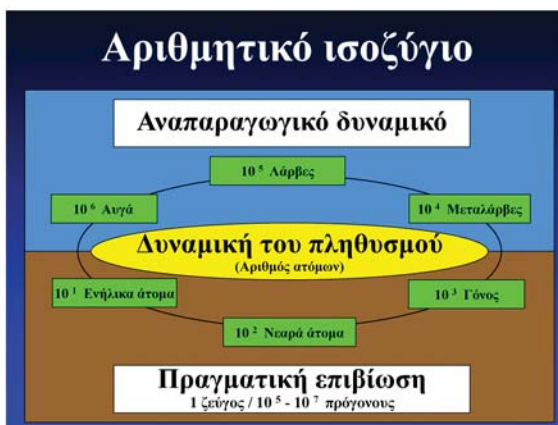 Αριθμητικό ισοζύγιο
Αναπαραγωγικό δυναμικό
10⁵ Λάρβες
10⁶ Αυγά
10⁴ Μεταλάρβες
Δυναμική του πληθυσμού
(Αριθμός ατόμων)
10¹ Ενήλικα άτομα
10³ Γόνος
10² Νεαρά άτομα
Πραγματική επιβίωση
1 ζεύγος / 10⁵ - 10⁷ πρόγονους